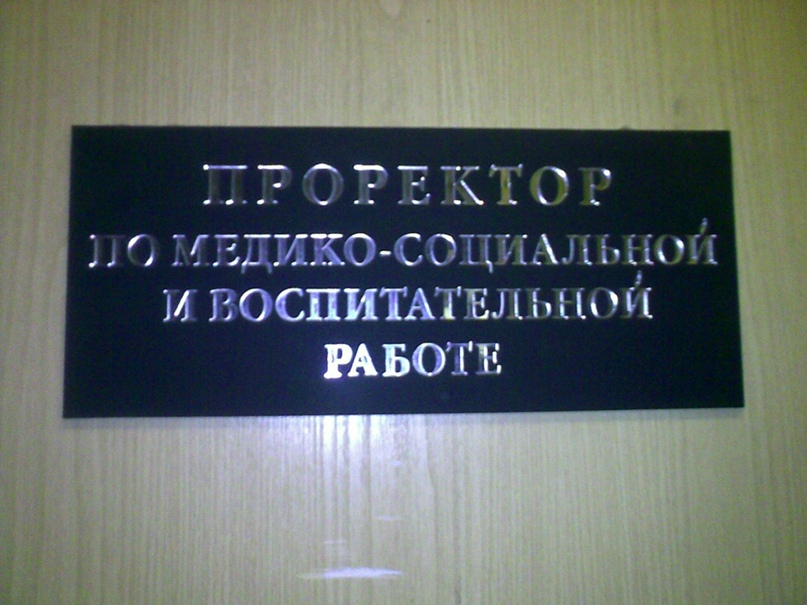 ПРОРЕКТОР
ПО МЕДИКО-СОЦИАЛЬНОЙ
И ВОСПИТАТЕЛЬНОЙ
РАБОТЕ